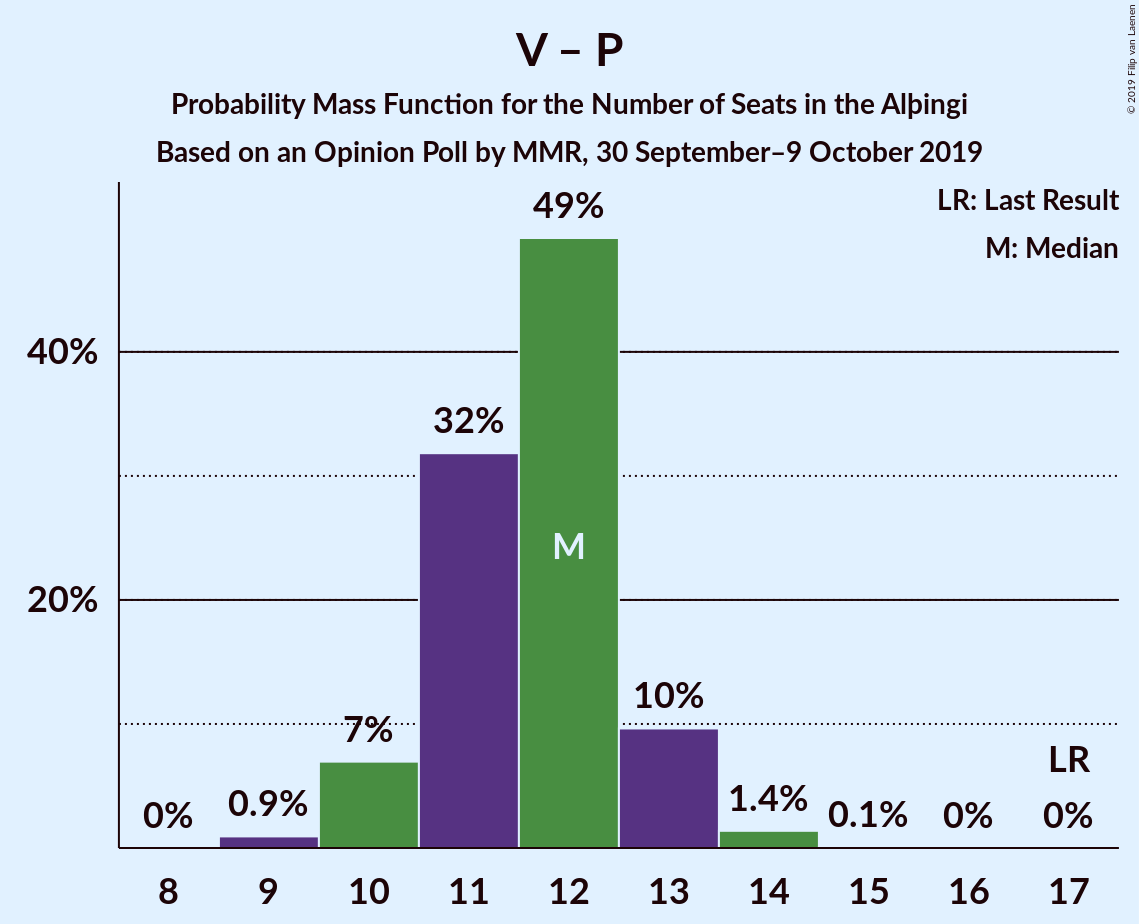 V – P
Probability Mass Function for the Number of Seats in the Alþingi
Based on an Opinion Poll by MMR, 30 September–9 October 2019
© 2019 Filip van Laenen
LR: Last Result
M: Median
49%
40%
32%
M
20%
10%
7%
LR
0%
0.9%
1.4%
0.1%
0%
0%
8
9
10
11
12
13
14
15
16
17